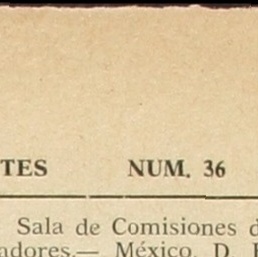 TES NUM. 36
Sala de Comisiones d
adores.— México, D. F